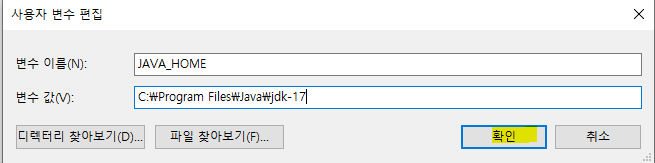 사용자 변수 편집
변수 이름(N):
JAVA_HOME
변수 값(V):
C:₩Program Files₩Java₩jdk-17
디렉터리 찾아보기(D)...
파일 찾아보기(F)...
확인
취소